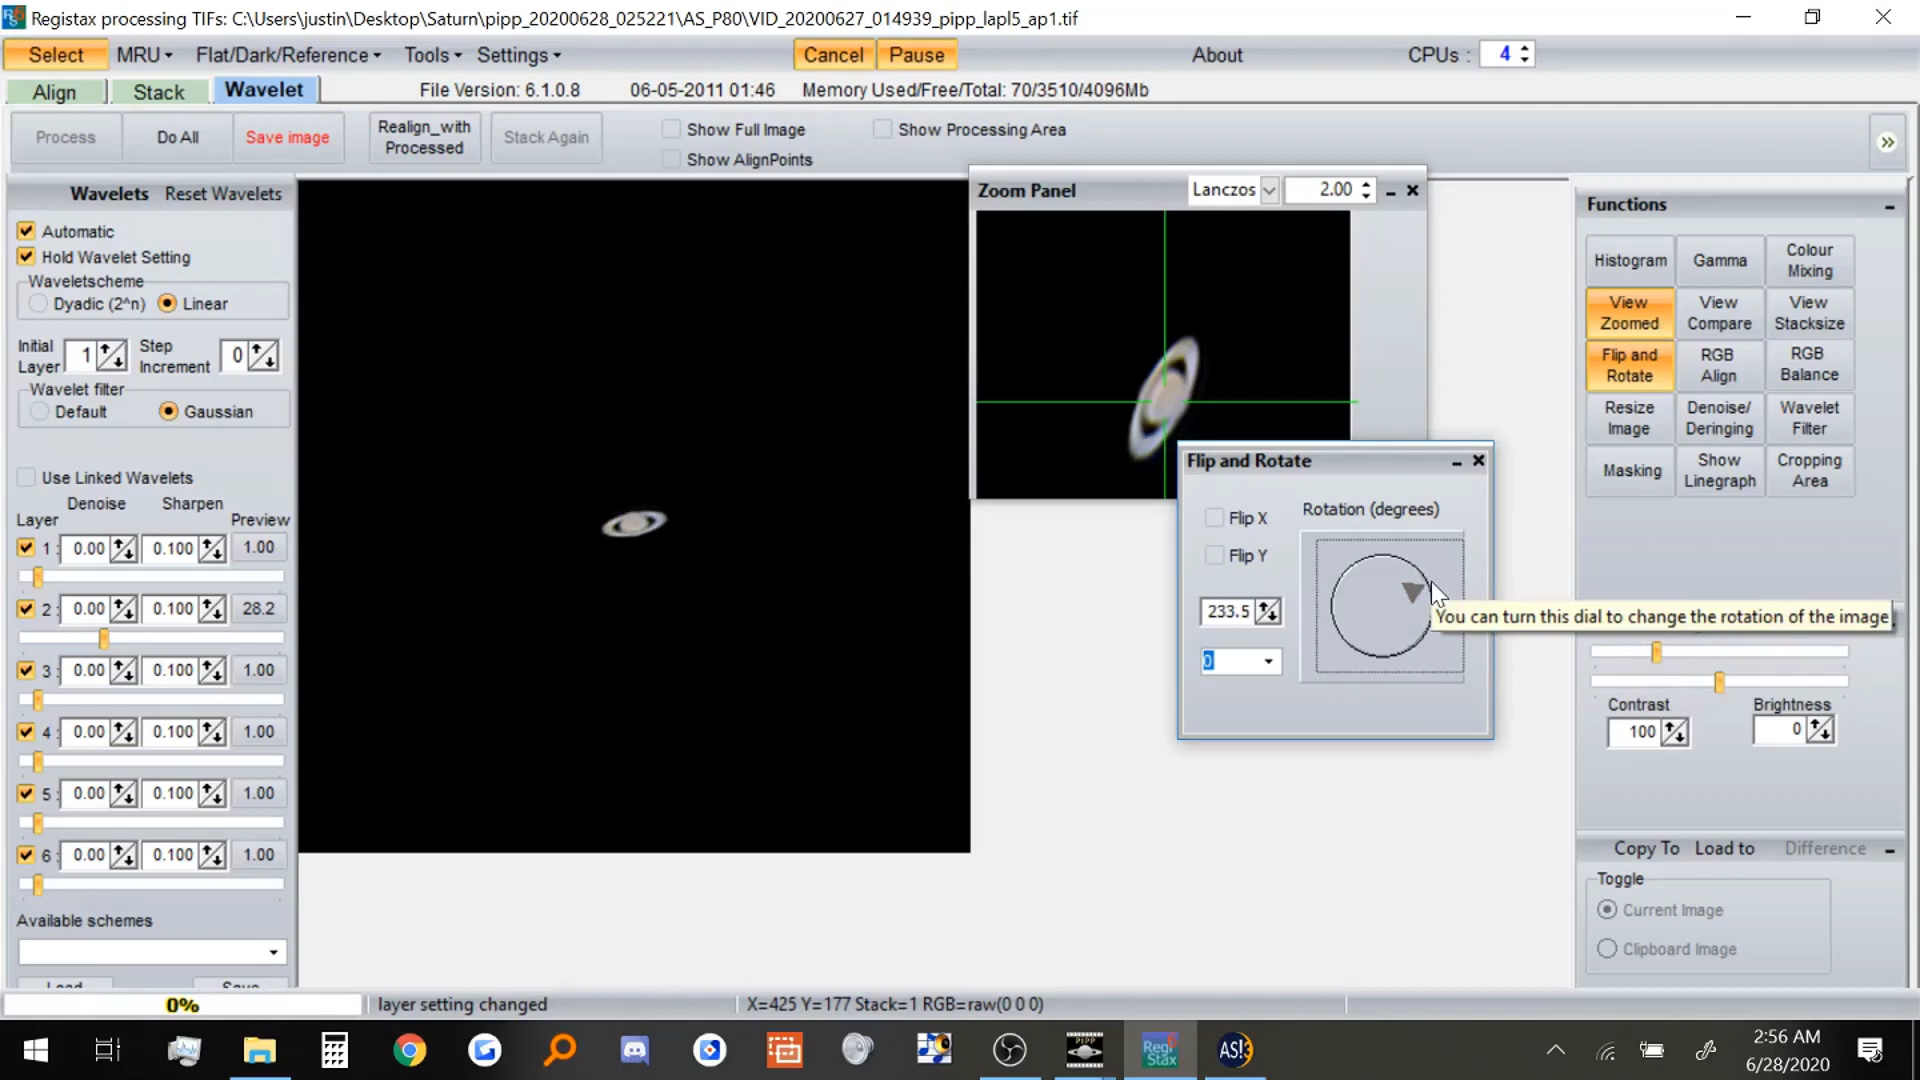 Registax processing TIFs: C:\Users\justin\Desktop\Saturn\pipp_20200628_025221\AS_P80\VID_20200627_014939_pipp_lapl5_ap1.tif
Select MRU Flat/Dark/Reference Tools Settings Cancel Pause About CPUs : 4
Align Stack Wavelet File Version: 6.1.0.8 06-05-2011 01:46 Memory Used/Free/Total: 70/3510/4096Mb
Process Do All Save image Realign_with Processed Stack Again Show Full Image Show Processing Area
Show AlignPoints
Wavelets Reset Wavelets
Automatic
Hold Wavelet Setting
Waveletscheme
Dyadic (2^n) Linear
Initial Layer 1 Step Increment 0
Wavelet filter
Default Gaussian
Use Linked Wavelets
Denoise Sharpen
Layer Preview
1 : 0.00 0.100 1.00
2 : 0.00 0.100 28.2
3 : 0.00 0.100 1.00
4 : 0.00 0.100 1.00
5 : 0.00 0.100 1.00
6 : 0.00 0.100 1.00
Available schemes
Load Save
Zoom Panel Lanczos 2.00
Flip and Rotate
Flip X Rotation (degrees)
Flip Y
233.5
0
You can turn this dial to change the rotation of the image
Functions
Histogram Gamma Colour Mixing
View Zoomed View Compare View Stacksize
Flip and Rotate RGB Align RGB Balance
Resize Image Denoise/ Deringing Wavelet Filter
Masking Show Linegraph Cropping Area
Contrast Brightness
100 0
Copy To Load to Difference
Toggle
Current Image
Clipboard Image
0% layer setting changed X=425 Y=177 Stack=1 RGB=raw(0 0 0)
PIPP
Regi Stax
AS!3
2:56 AM
6/28/2020